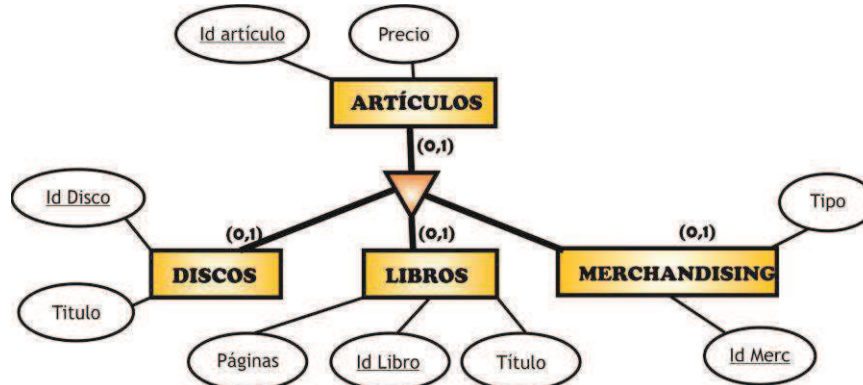 Id artículo
Precio
ARTÍCULOS
(0,1)
Id Disco
Tipo
(0,1)
(0,1)
(0,1)
DISCOS
LIBROS
MERCHANDISING
Titulo
Páginas
Id Libro
Título
Id Merc